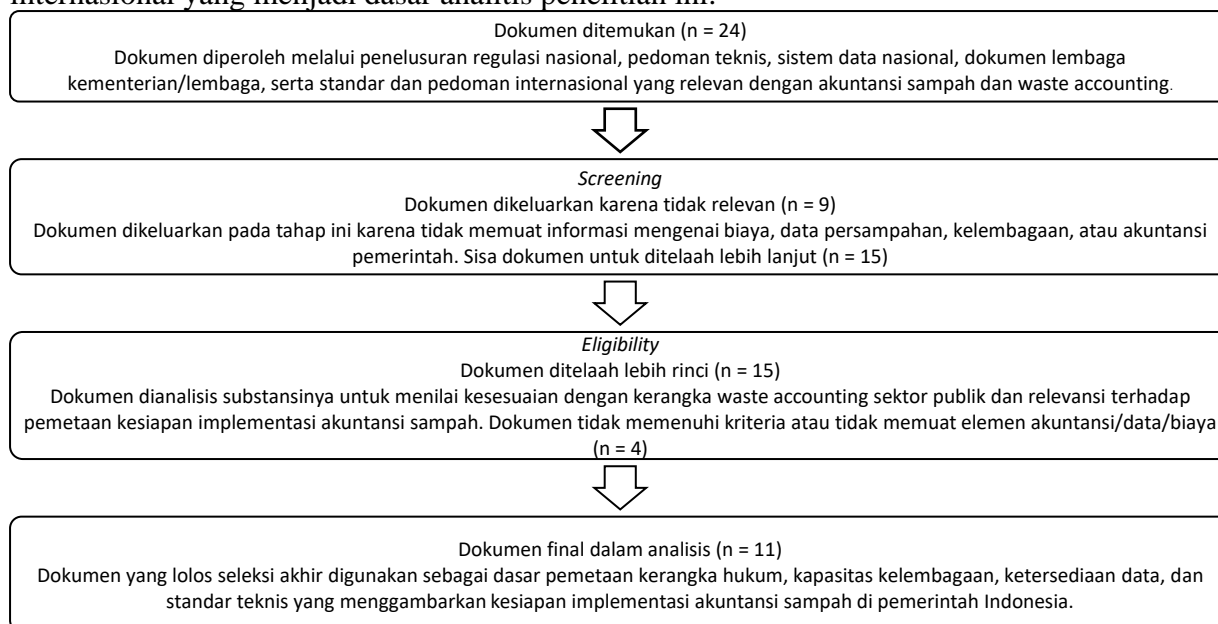 internasional yang menjadi dasar analitis penelitian ini.
Dokumen ditemukan (n = 24)
Dokumen diperoleh melalui penelusuran regulasi nasional, pedoman teknis, sistem data nasional, dokumen lembaga
kementerian/lembaga, serta standar dan pedoman internasional yang relevan dengan akuntansi sampah dan waste accounting.
Screening
Dokumen dikeluarkan karena tidak relevan (n = 9)
Dokumen dikeluarkan pada tahap ini karena tidak memuat informasi mengenai biaya, data persampahan, kelembagaan, atau akuntansi
pemerintah. Sisa dokumen untuk ditelaah lebih lanjut (n = 15)
Eligibility
Dokumen ditelaah lebih rinci (n = 15)
Dokumen dianalisis substansinya untuk menilai kesesuaian dengan kerangka waste accounting sektor publik dan relevansi terhadap
pemetaan kesiapan implementasi akuntansi sampah. Dokumen tidak memenuhi kriteria atau tidak memuat elemen akuntansi/data/biaya
(n = 4)
Dokumen final dalam analisis (n = 11)
Dokumen yang lolos seleksi akhir digunakan sebagai dasar pemetaan kerangka hukum, kapasitas kelembagaan, ketersediaan data, dan
standar teknis yang menggambarkan kesiapan implementasi akuntansi sampah di pemerintah Indonesia.